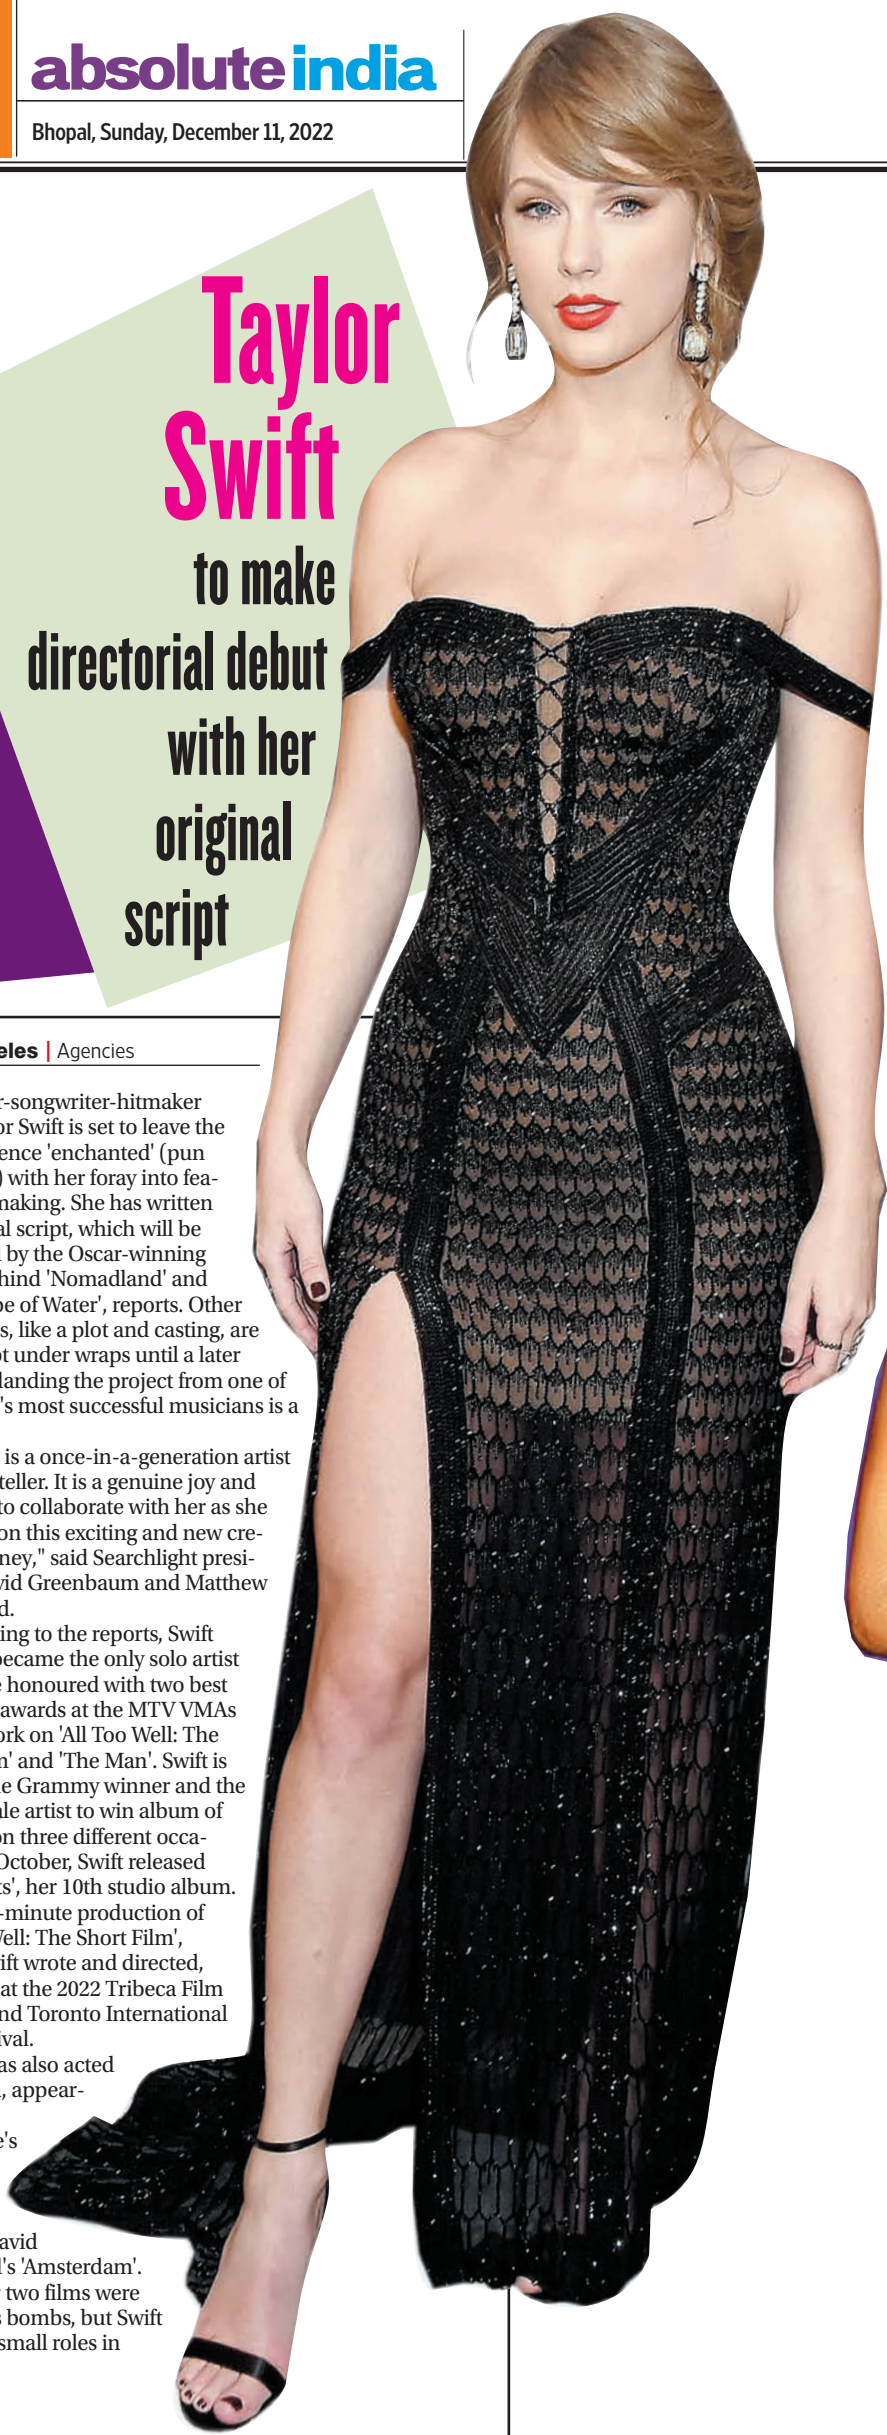 absoluteindia
Bhopal, Sunday, December 11, 2022
Taylor
Swift
to make
directorial debut
with her
original
script
eles | Agencies
r-songwriter-hitmaker
or Swift is set to leave the
ence 'enchanted' (pun
) with her foray into fea-
making. She has written
al script, which will be
l by the Oscar-winning
hind 'Nomadland' and
pe of Water', reports. Other
s, like a plot and casting, are
ot under wraps until a later
landing the project from one of
's most successful musicians is a
is a once-in-a-generation artist
teller. It is a genuine joy and
to collaborate with her as she
on this exciting and new cre-
ney," said Searchlight presi-
vid Greenbaum and Matthew
d.
ing to the reports, Swift
became the only solo artist
e honoured with two best
awards at the MTV VMAs
ork on 'All Too Well: The
m' and 'The Man'. Swift is
e Grammy winner and the
ale artist to win album of
on three different occa-
October, Swift released
ts', her 10th studio album.
-minute production of
Well: The Short Film',
ift wrote and directed,
at the 2022 Tribeca Film
nd Toronto International
ival.
as also acted
, appear-
e's
avid
l's 'Amsterdam'.
r two films were
s bombs, but Swift
small roles in